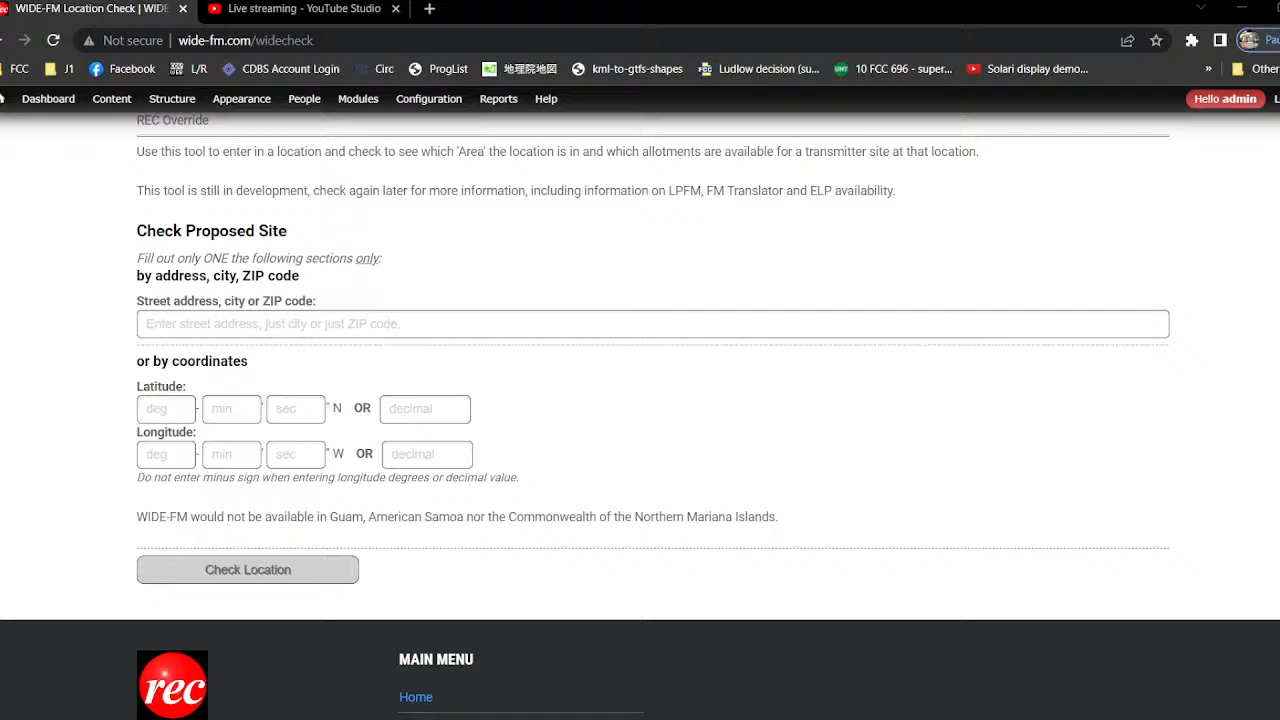 WIDE-FM Location Check | WIDE
Live streaming - YouTube Studio
Not secure
wide-fm.com/widecheck
FCC
J1
Facebook
L/R
CDBS Account Login
Circ
ProgList
地理院地図
kml-to-gtfs-shapes
Ludlow decision (su...
10 FCC 696 - super...
Solari display demo...
»
Other
Dashboard
Content
Structure
Appearance
People
Modules
Configuration
Reports
Help
Hello admin
REC Override
Use this tool to enter in a location and check to see which 'Area' the location is in and which allotments are available for a transmitter site at that location.
This tool is still in development, check again later for more information, including information on LPFM, FM Translator and ELP availability.
Check Proposed Site
Fill out only ONE the following sections only:
by address, city, ZIP code
Street address, city or ZIP code:
Enter street address, just city or just ZIP code.
or by coordinates
Latitude:
deg - min ' sec " N OR decimal
Longitude:
deg - min ' sec " W OR decimal
Do not enter minus sign when entering longitude degrees or decimal value.
WIDE-FM would not be available in Guam, American Samoa nor the Commonwealth of the Northern Mariana Islands.
Check Location
rec
MAIN MENU
Home